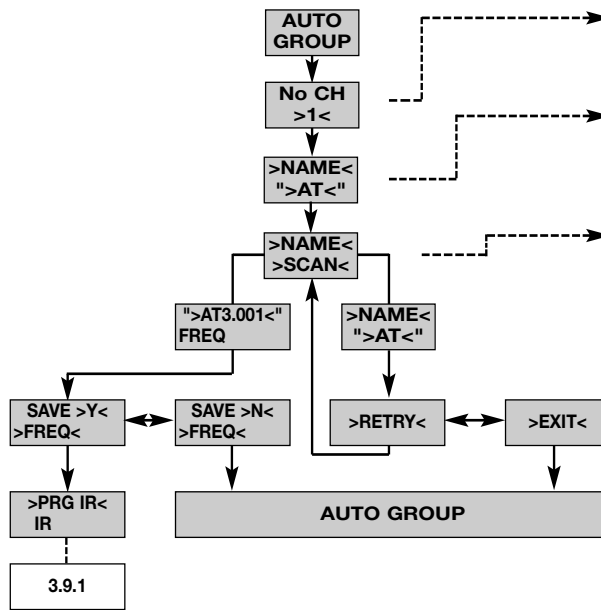 AUTO
GROUP
No CH
>1<
>NAME<
">AT<"
>NAME<
>SCAN<
">AT3.001<"
FREQ
>NAME<
">AT<"
SAVE >Y<
>FREQ<
SAVE >N<
>FREQ<
>RETRY<
>EXIT<
>PRG IR<
IR
AUTO GROUP
3.9.1